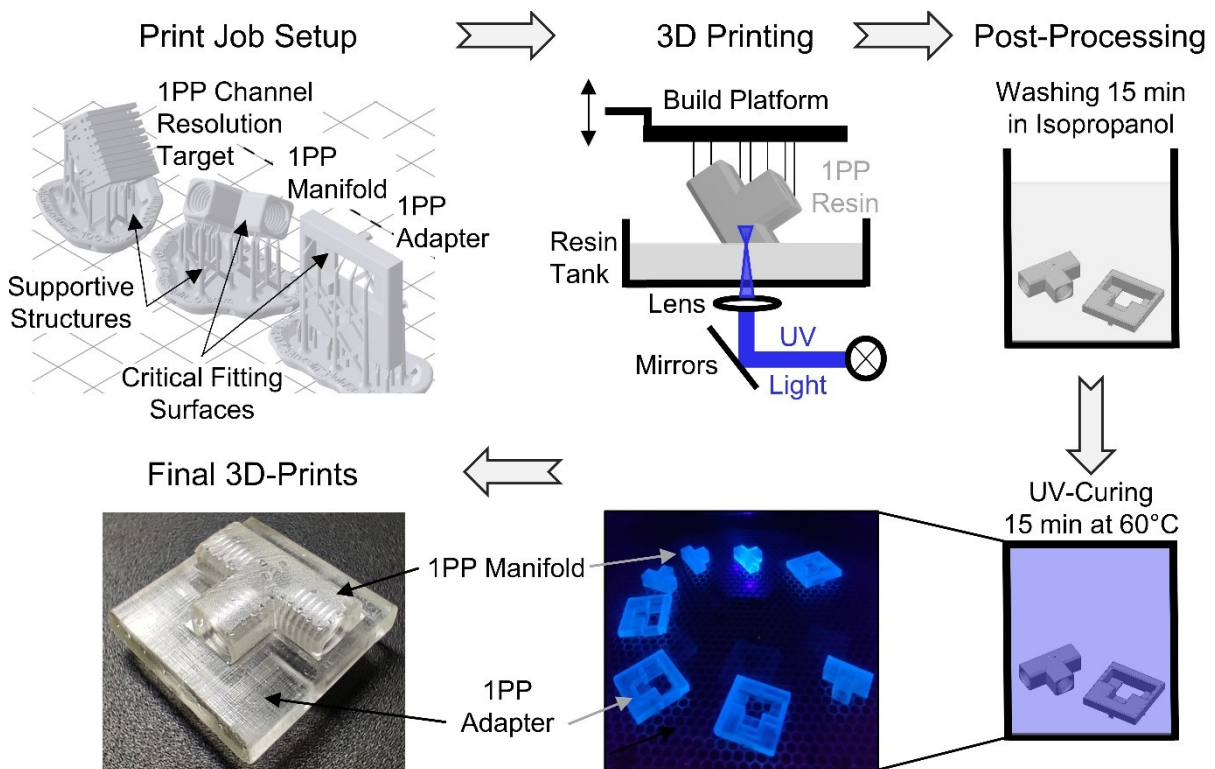 Print Job Setup
3D Printing
Post-Processing
1PP Channel
Resolution
Target
1PP
Manifold
1PP
Adapter
Supportive
Structures
Critical Fitting
Surfaces
Build Platform
1PP
Resin
Resin
Tank
Lens
UV
Mirrors
Light
Washing 15 min
in Isopropanol
Final 3D-Prints
UV-Curing
15 min at 60°C
1PP Manifold
1PP
Adapter